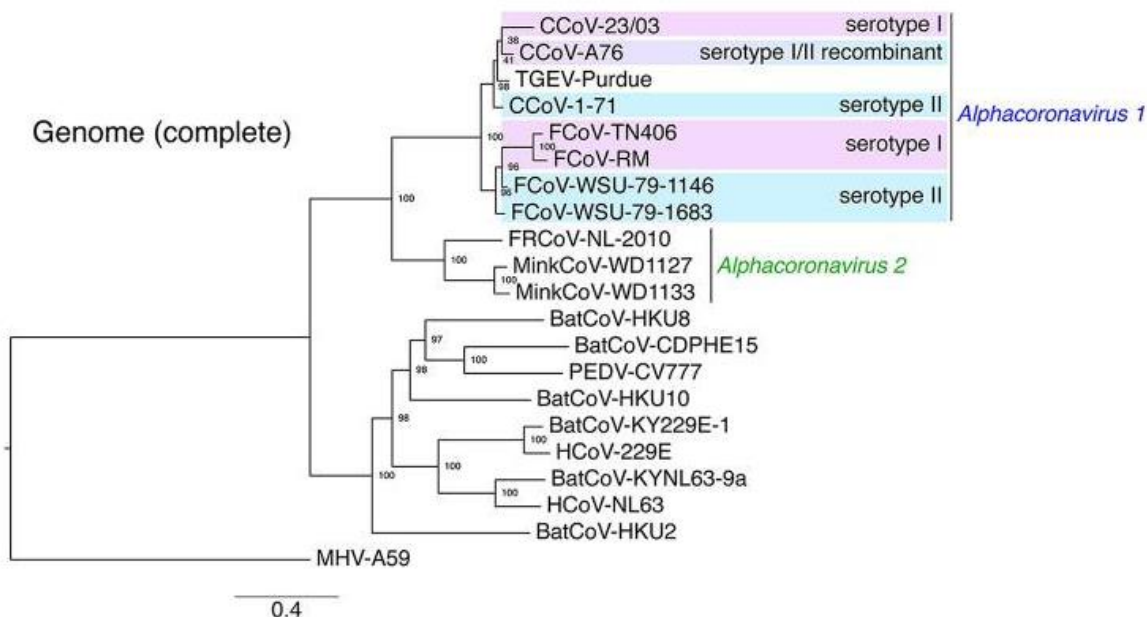 CCoV-23/03 serotype I
38
CCoV-A76 serotype I/II recombinant
41
TGEV-Purdue
98
CCoV-1-71 serotype II
Alphacoronavirus 1
Genome (complete)
100
FCoV-TN406
100
serotype I
FCoV-RM
96
FCoV-WSU-79-1146
96
serotype II
100
FCoV-WSU-79-1683
FRCoV-NL-2010
100
MinkCoV-WD1127
Alphacoronavirus 2
100
MinkCoV-WD1133
BatCoV-HKU8
97
BatCoV-CDPHE15
100
98
PEDV-CV777
BatCoV-HKU10
98
BatCoV-KY229E-1
100
HCoV-229E
100
100
BatCoV-KYNL63-9a
100
HCoV-NL63
BatCoV-HKU2
MHV-A59
0.4